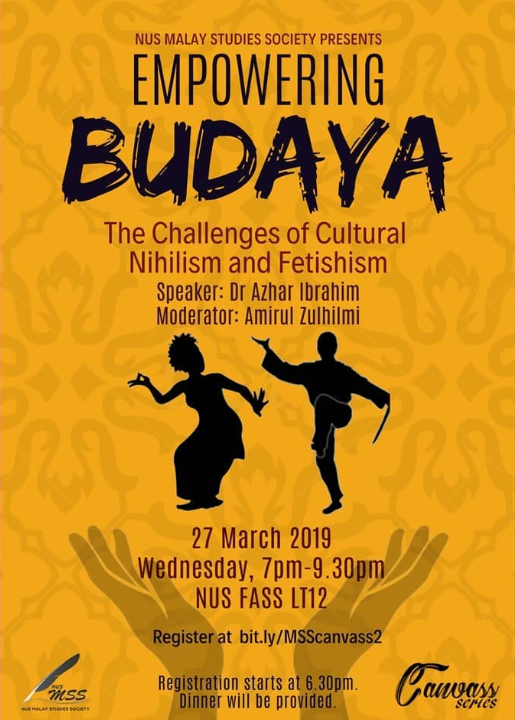 NUS MALAY STUDIES SOCIETY PRESENTS
EMPOWERING
BUDAYA
The Challenges of Cultural
Nihilism and Fetishism
Speaker: Dr Azhar Ibrahim
Moderator: Amirul Zulhilmi
27 March 2019
Wednesday, 7pm-9.30pm
NUS FASS LT12
Register at bit.ly/MSScanvass2
Registration starts at 6.30pm.
Dinner will be provided.
NUS
MSS
NUS MALAY STUDIES SOCIETY
Canvass
series